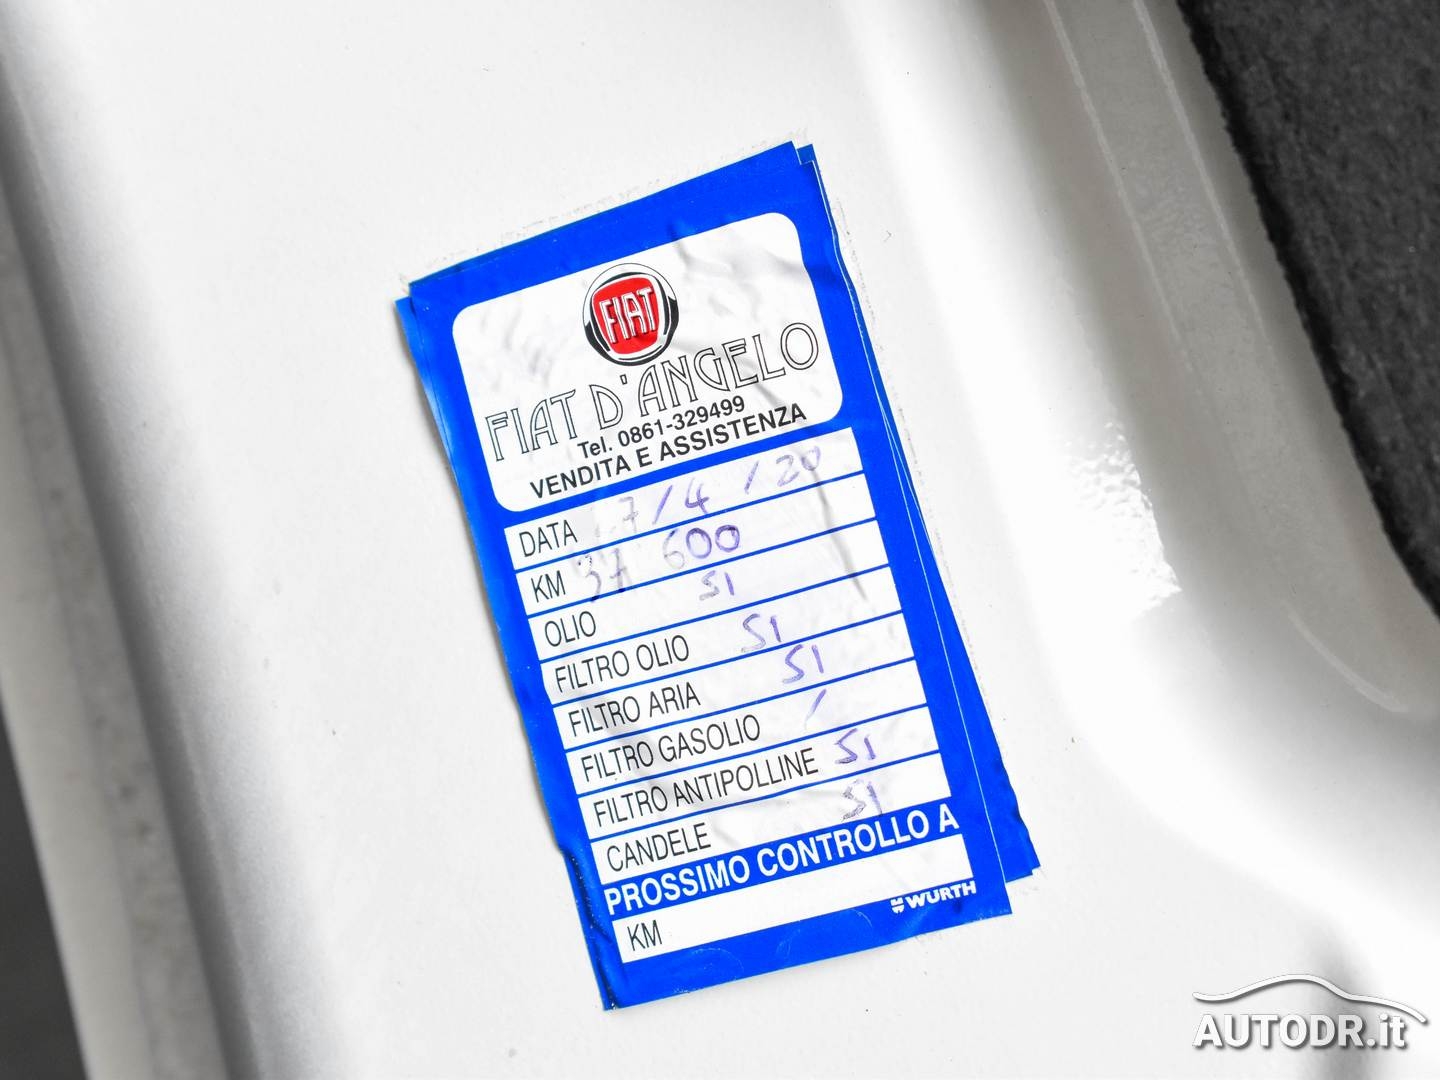 FIAT
FIAT D'ANGELO
Tel. 0861-329499
VENDITA E ASSISTENZA
DATA 7/4/20
KM 37 600
OLIO SI
FILTRO OLIO SI
FILTRO ARIA SI
FILTRO GASOLIO /
FILTRO ANTIPOLLINE SI
CANDELE SI
PROSSIMO CONTROLLO A
KM
WURTH
AUTODR.it